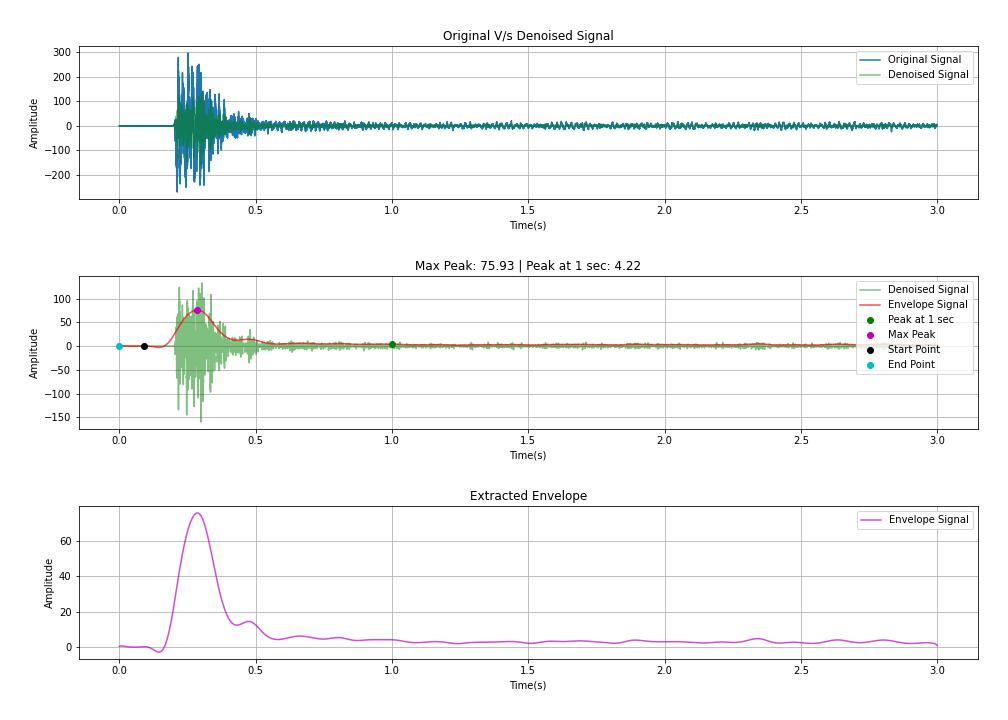 Original V/s Denoised Signal
300
200
100
0
−100
−200
Amplitude
Original Signal
Denoised Signal
0.0 0.5 1.0 1.5 2.0 2.5 3.0
Time(s)
Max Peak: 75.93 | Peak at 1 sec: 4.22
100
50
0
−50
−100
−150
Amplitude
Denoised Signal
Envelope Signal
Peak at 1 sec
Max Peak
Start Point
End Point
0.0 0.5 1.0 1.5 2.0 2.5 3.0
Time(s)
Extracted Envelope
60
40
20
0
Amplitude
Envelope Signal
0.0 0.5 1.0 1.5 2.0 2.5 3.0
Time(s)